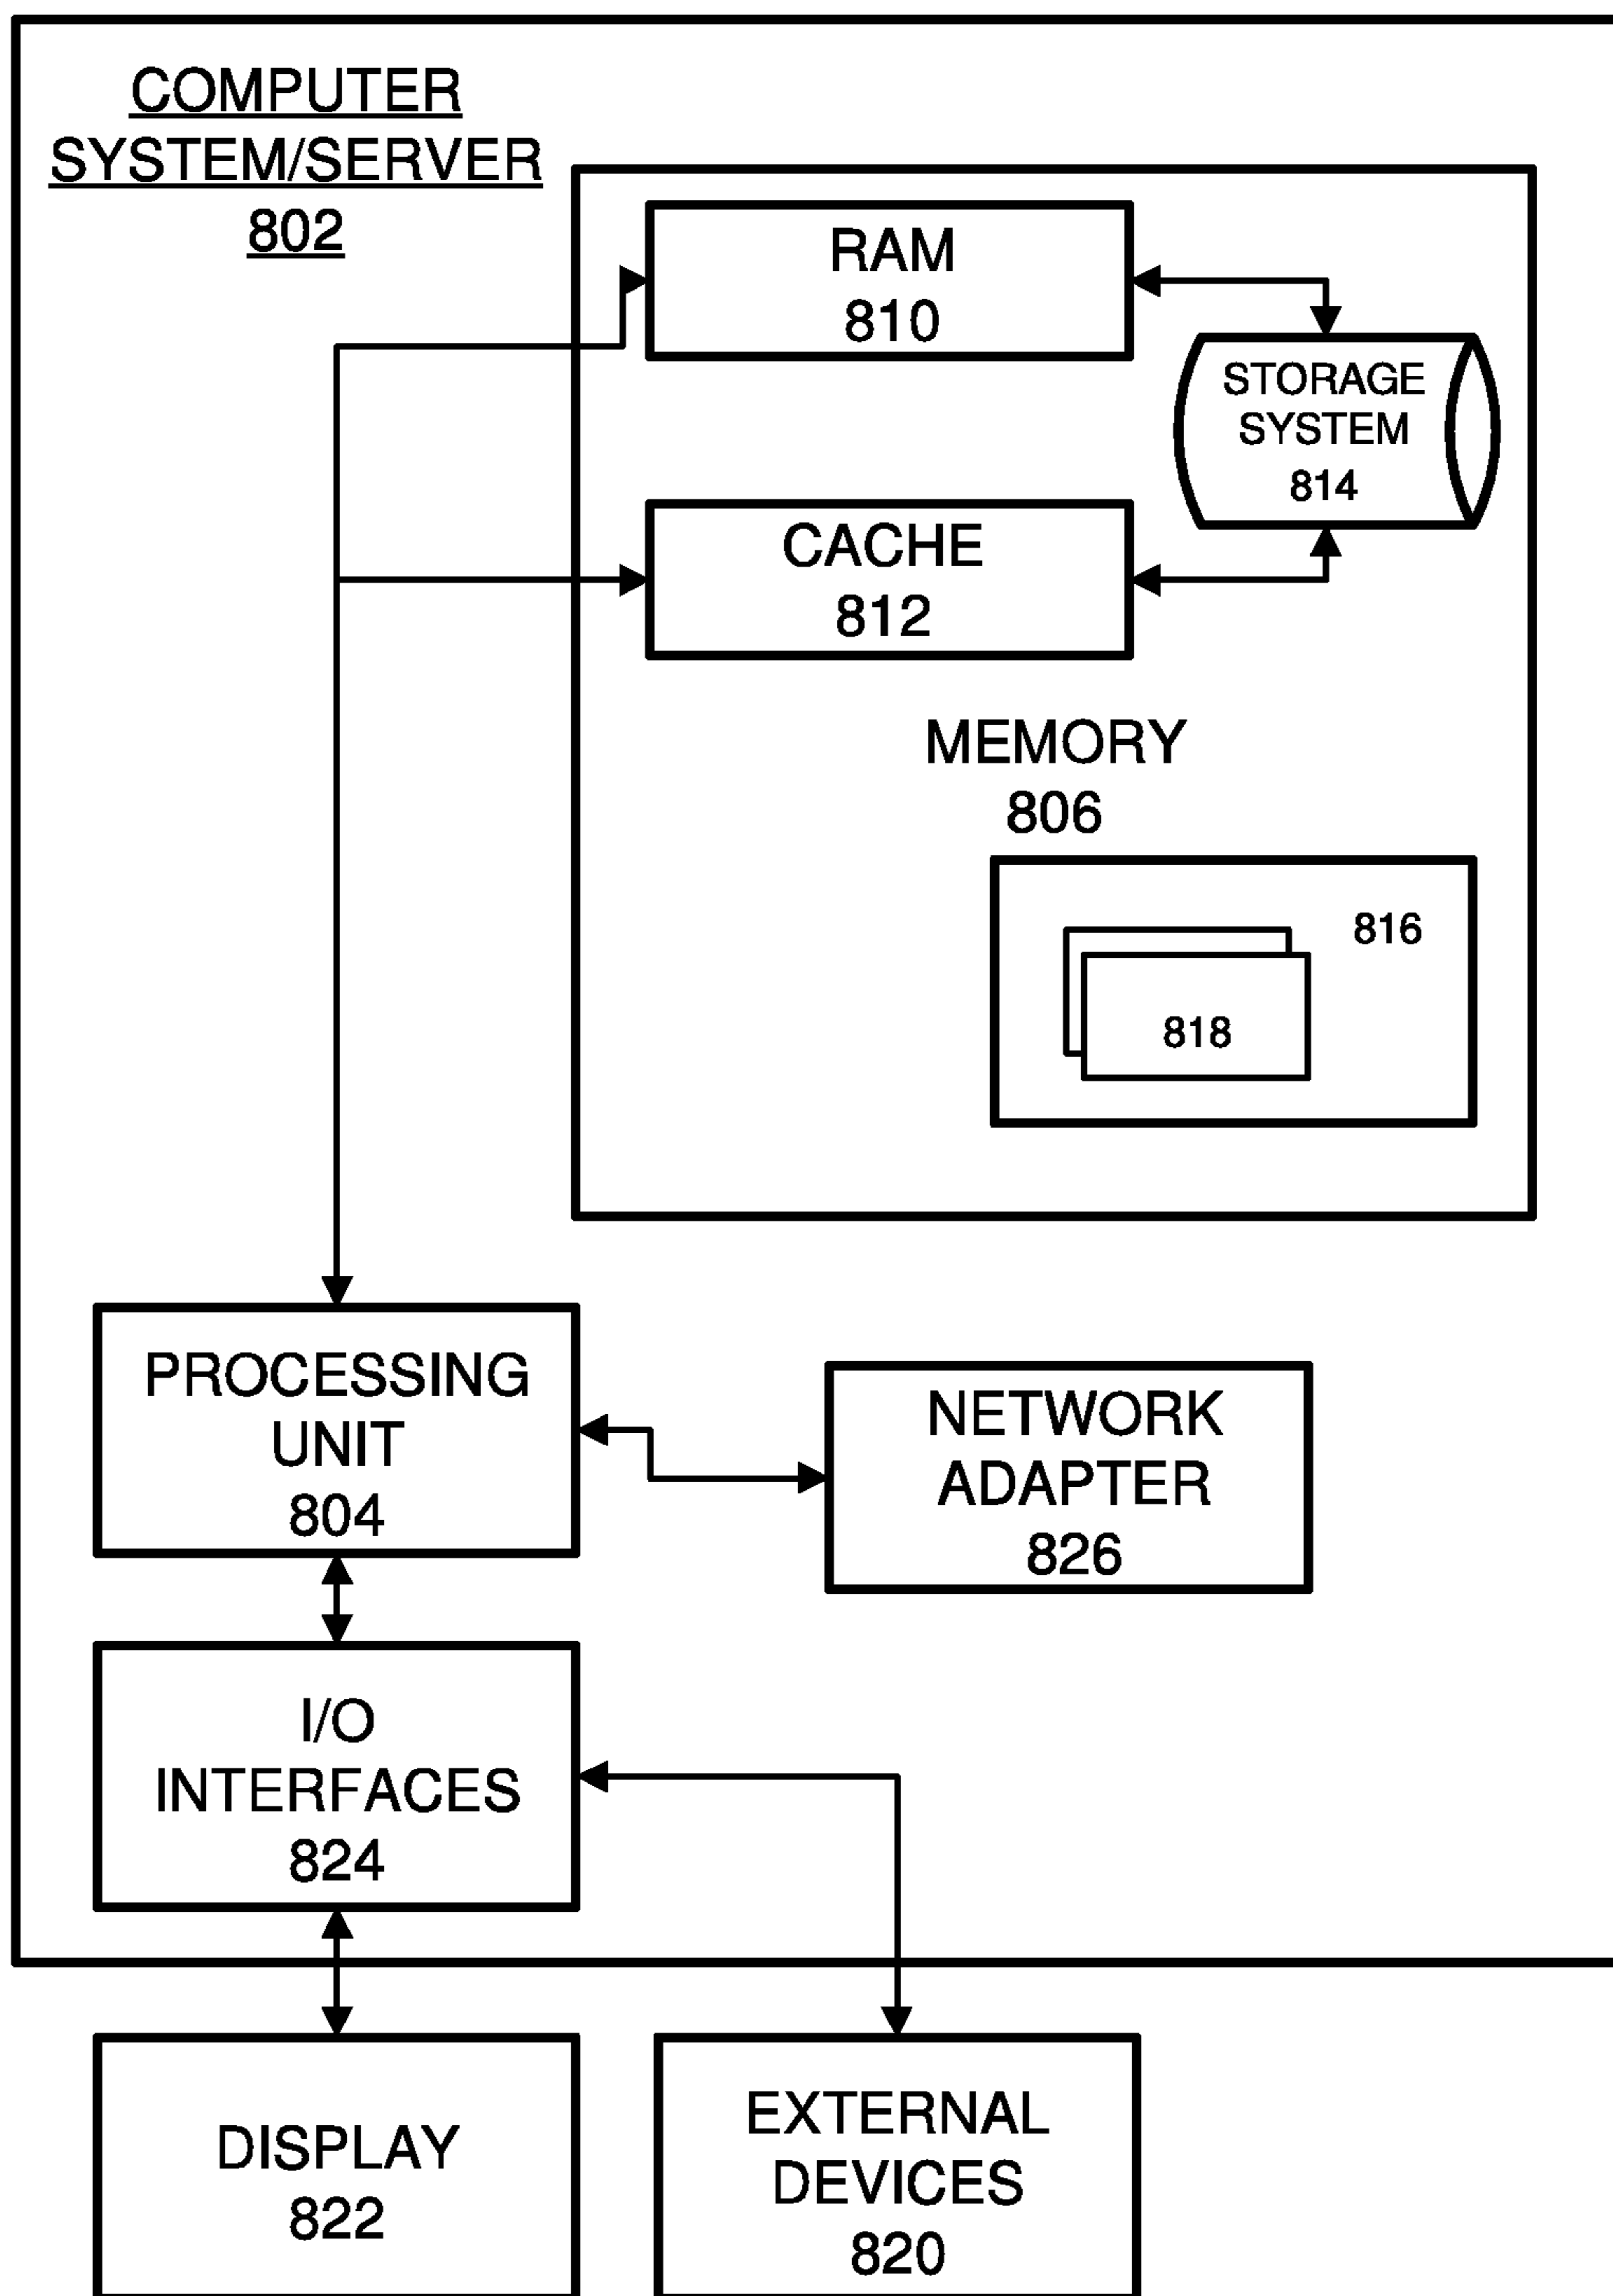 COMPUTER
SYSTEM/SERVER
802
RAM
810
STORAGE
SYSTEM
814
CACHE
812
MEMORY
806
816
818
PROCESSING
UNIT
804
NETWORK
ADAPTER
826
I/O
INTERFACES
824
DISPLAY
822
EXTERNAL
DEVICES
820